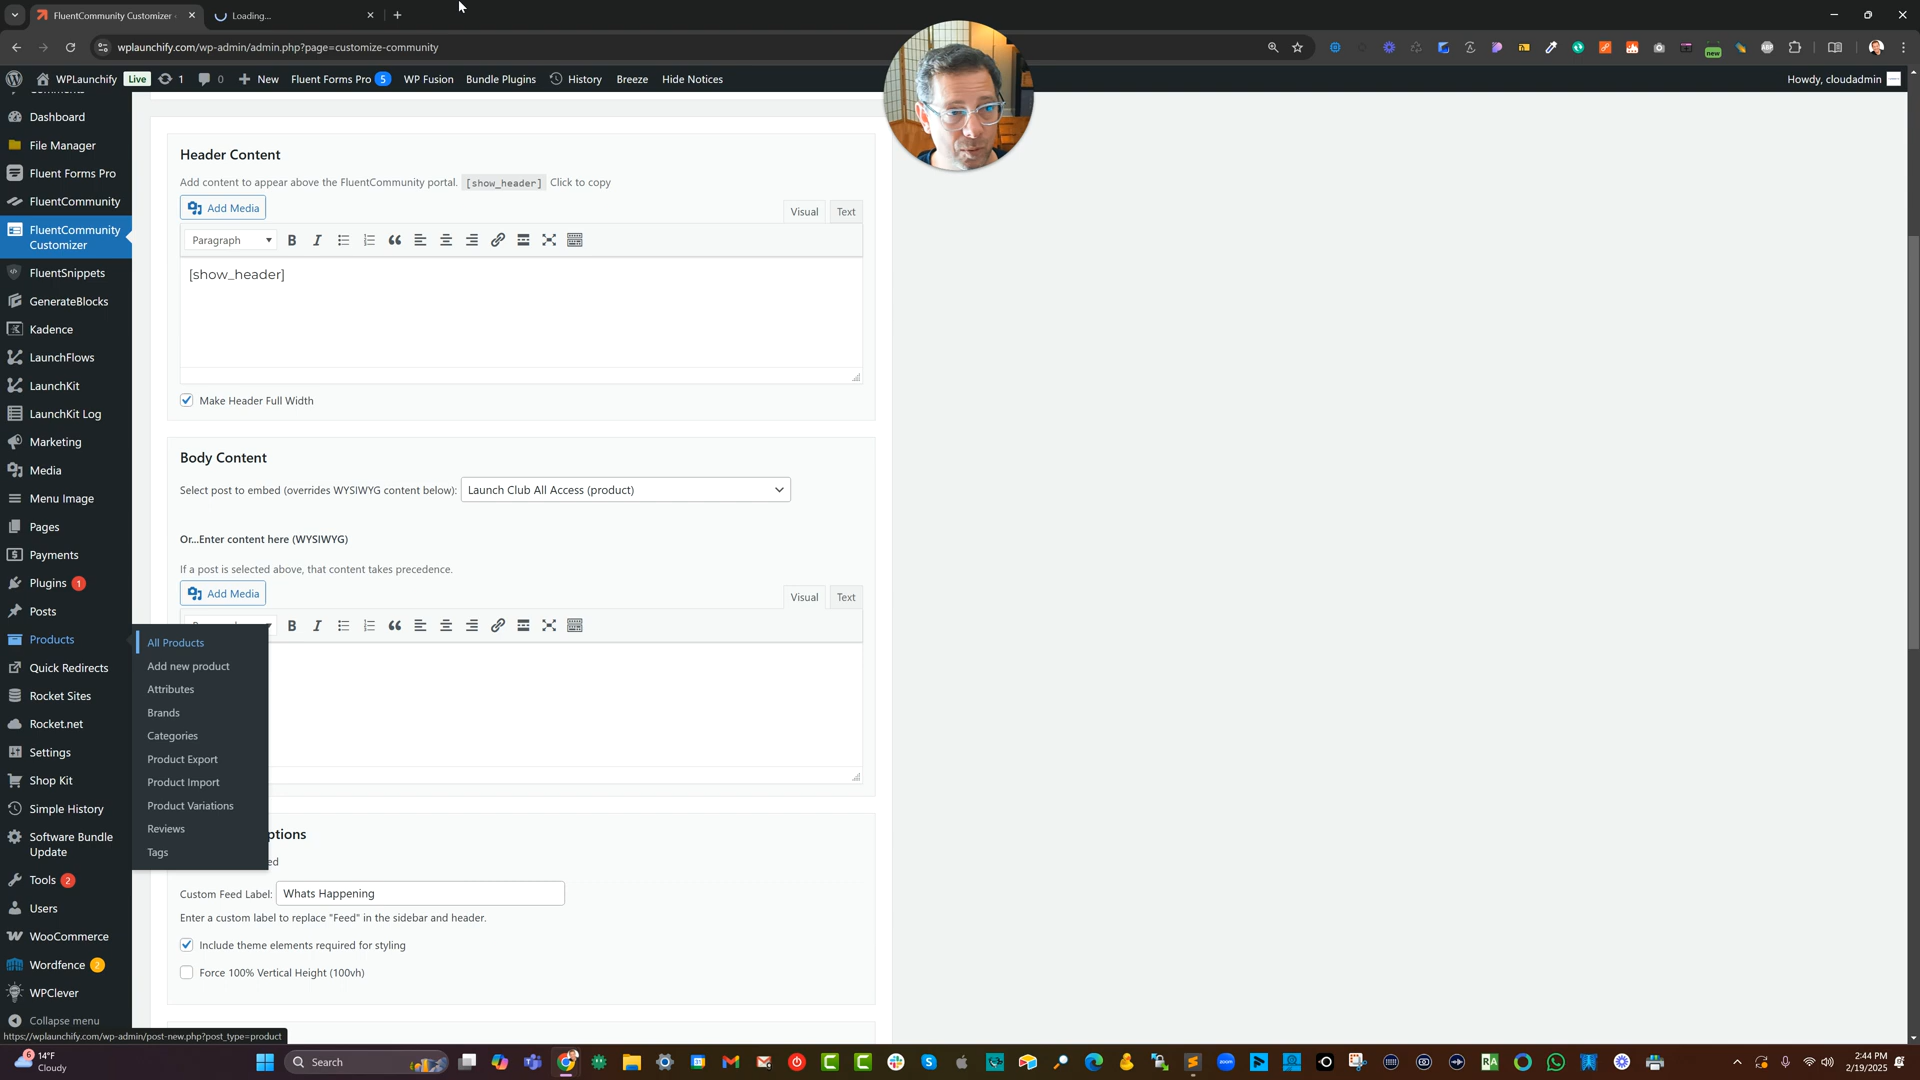 FluentCommunity Customizer
Loading...
wplaunchify.com/wp-admin/admin.php?page=customize-community
WPLaunchify Live 1 0 New Fluent Forms Pro 5 WP Fusion Bundle Plugins History Breeze Hide Notices
Howdy, cloudadmin
Dashboard
File Manager
Fluent Forms Pro
FluentCommunity
FluentCommunity
Customizer
FluentSnippets
GenerateBlocks
Kadence
LaunchFlows
LaunchKit
LaunchKit Log
Marketing
Media
Menu Image
Pages
Payments
Plugins 1
Posts
Products
Quick Redirects
Rocket Sites
Rocket.net
Settings
Shop Kit
Simple History
Software Bundle
Update
Tools 2
Users
WooCommerce
Wordfence 2
WPClever
Collapse menu
All Products
Add new product
Attributes
Brands
Categories
Product Export
Product Import
Product Variations
Reviews
Tags
Header Content
Add content to appear above the FluentCommunity portal. [show_header] Click to copy
Add Media
Visual Text
Paragraph
[show_header]
Make Header Full Width
Body Content
Select post to embed (overrides WYSIWYG content below): Launch Club All Access (product)
Or...Enter content here (WYSIWYG)
If a post is selected above, that content takes precedence.
Add Media
Visual Text
Custom Feed Label: Whats Happening
Enter a custom label to replace "Feed" in the sidebar and header.
Include theme elements required for styling
Force 100% Vertical Height (100vh)
https://wplaunchify.com/wp-admin/post-new.php?post_type=product
6
14°F
Cloudy
Search
new
zoom
RA
2:44 PM
2/19/2025